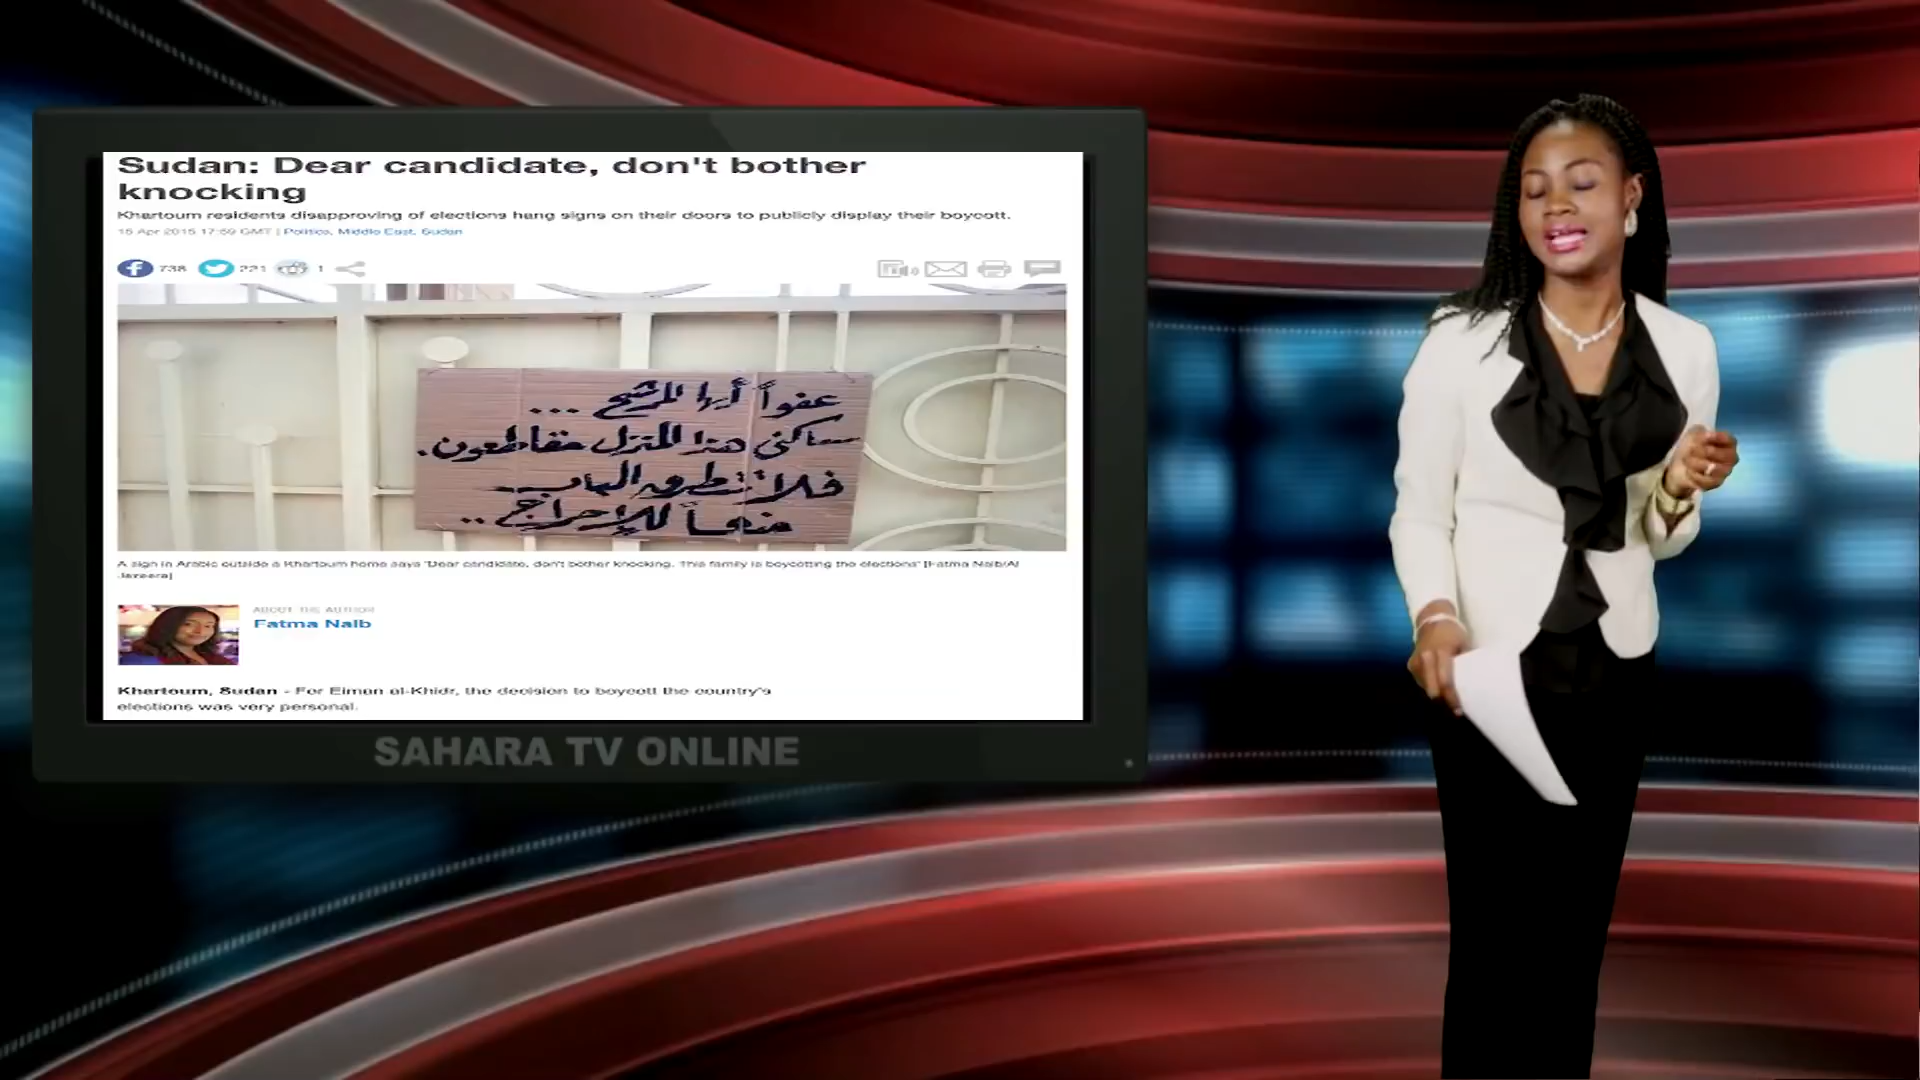 Sudan: Dear candidate, don't bother
knocking
Khartoum residents disapproving of elections hang signs on their doors to publicly display their boycott.
15 Apr 2015 17:59 GMT | Politics, Middle East, Sudan
738 221 1
عفواً أيها المرشح ...
ساكني هذا المنزل مقاطعون.
فلا تطرق الباب
منعاً للإحراج ..
A sign in Arabic outside a Khartoum home says 'Dear candidate, don't bother knocking. This family is boycotting the elections' [Fatma Naib/Al
Jazeera]
ABOUT THE AUTHOR
Fatma Naib
Khartoum, Sudan - For Eiman al-Khidr, the decision to boycott the country's
elections was very personal.
SAHARA TV ONLINE